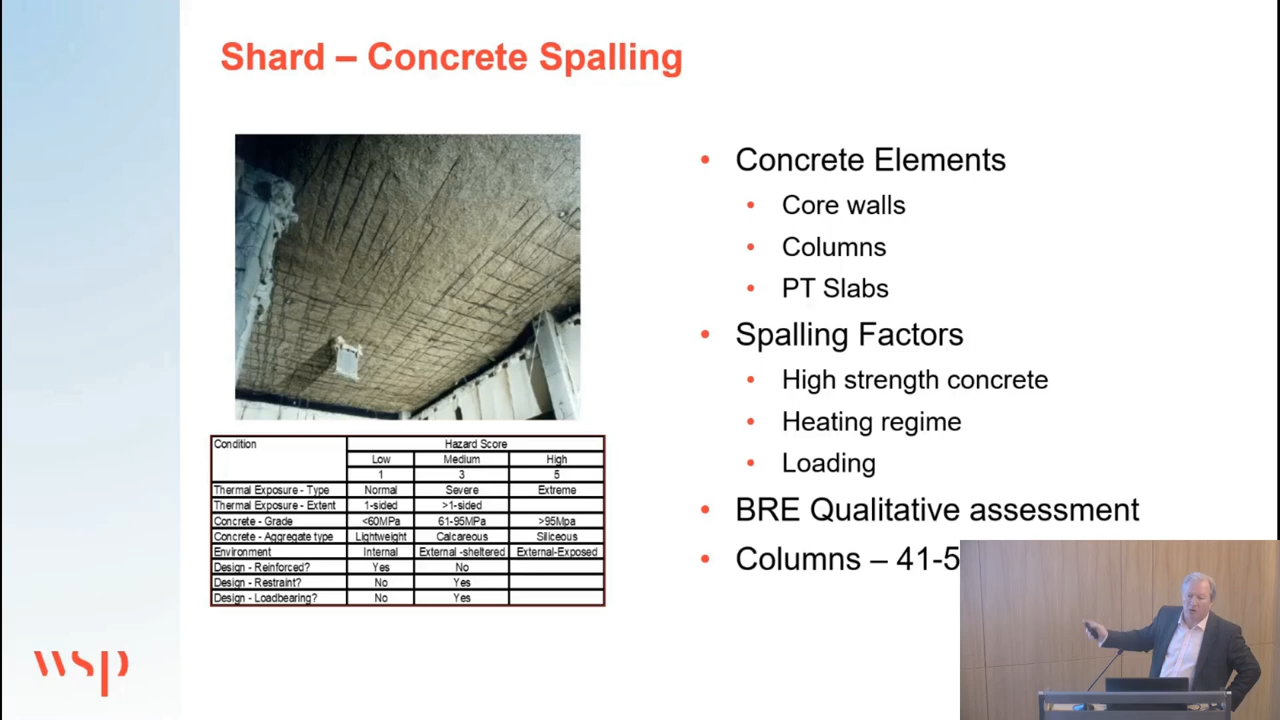 Shard – Concrete Spalling
Condition Hazard Score
Low Medium High
1 3 5
Thermal Exposure - Type Normal Severe Extreme
Thermal Exposure - Extent 1-sided >1-sided
Concrete - Grade <60MPa 61-95MPa >95Mpa
Concrete - Aggregate type Lightweight Calcareous Siliceous
Environment Internal External -sheltered External-Exposed
Design - Reinforced? Yes No
Design - Restraint? No Yes
Design - Loadbearing? No Yes
• Concrete Elements
• Core walls
• Columns
• PT Slabs
• Spalling Factors
• High strength concrete
• Heating regime
• Loading
• BRE Qualitative assessment
• Columns – 41-5
wsp